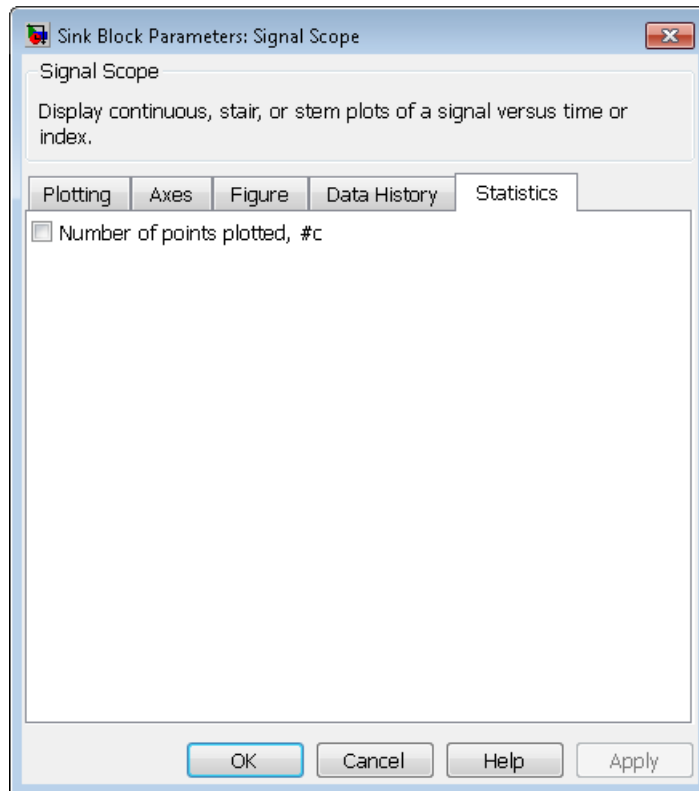 Sink Block Parameters: Signal Scope
Signal Scope
Display continuous, stair, or stem plots of a signal versus time or
index.
Plotting Axes Figure Data History Statistics
Number of points plotted, #c
OK Cancel Help Apply